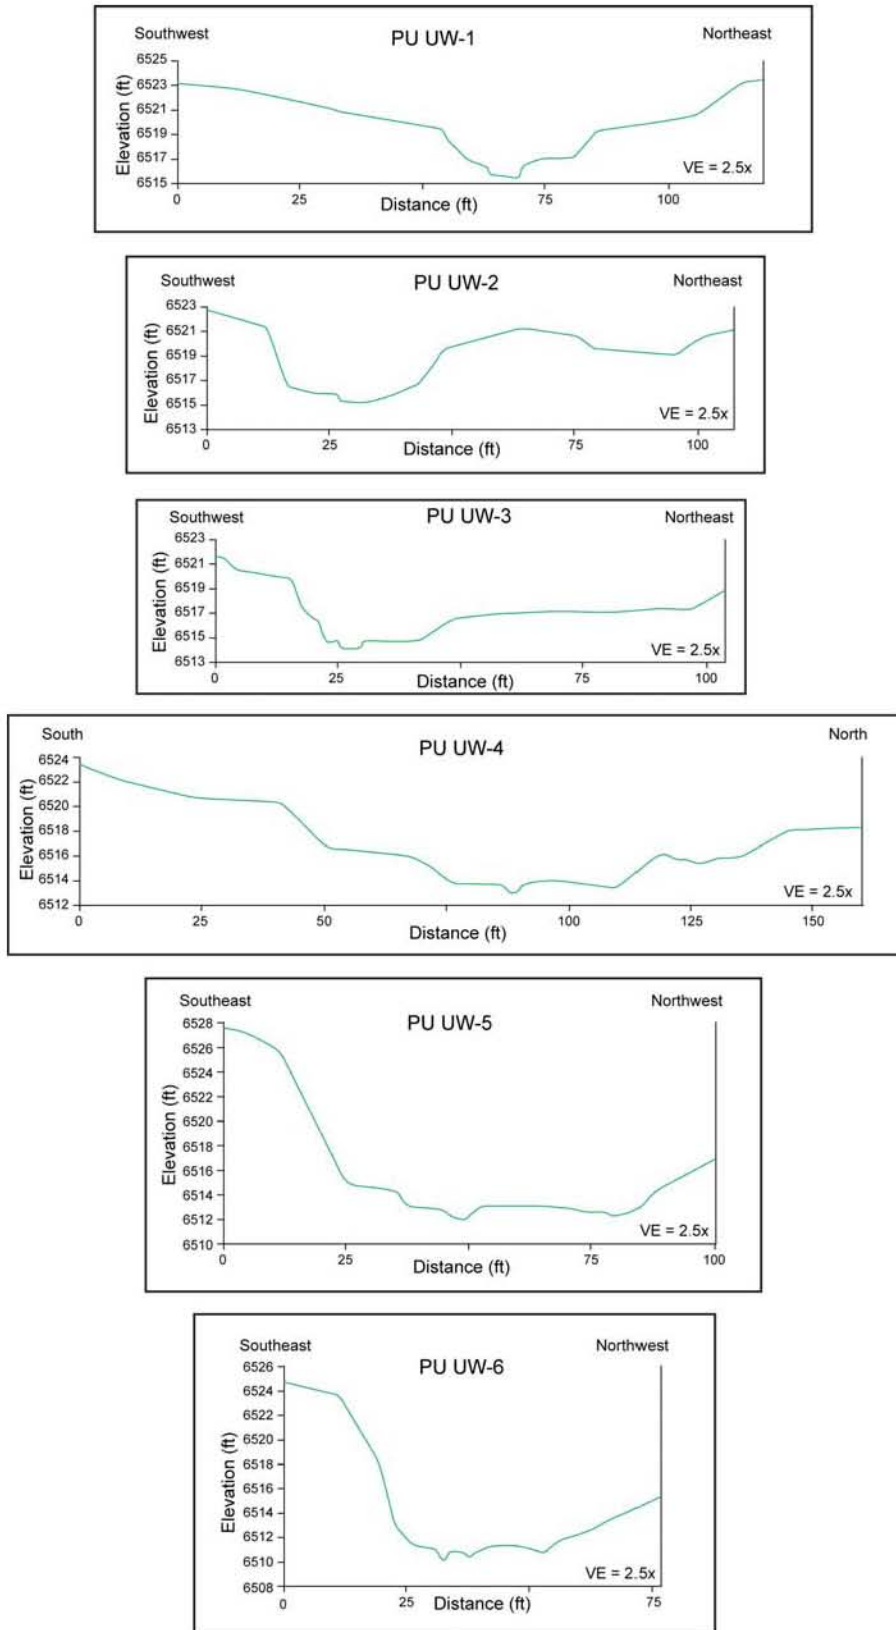 Southwest PU UW-1 Northeast
Elevation (ft)
6525
6523
6521
6519
6517
6515
VE = 2.5x
0 25 75 100
Distance (ft)
Southwest PU UW-2 Northeast
Elevation (ft)
6523
6521
6519
6517
6515
6513
VE = 2.5x
0 25 75 100
Distance (ft)
Southwest PU UW-3 Northeast
Elevation (ft)
6523
6521
6519
6517
6515
6513
VE = 2.5x
0 25 75 100
Distance (ft)
South PU UW-4 North
Elevation (ft)
6524
6522
6520
6518
6516
6514
6512
VE = 2.5x
0 25 50 100 125 150
Distance (ft)
Southeast PU UW-5 Northwest
Elevation (ft)
6528
6526
6524
6522
6520
6518
6516
6514
6512
6510
VE = 2.5x
0 25 75 100
Distance (ft)
Southeast PU UW-6 Northwest
Elevation (ft)
6526
6524
6522
6520
6518
6516
6514
6512
6510
6508
VE = 2.5x
0 25 75
Distance (ft)